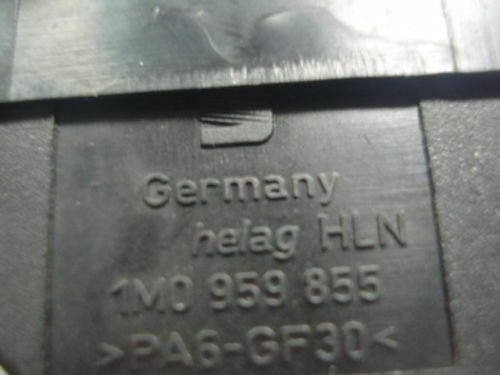 Germany
helag HLN
1M0 959 855
>PA6-GF30<